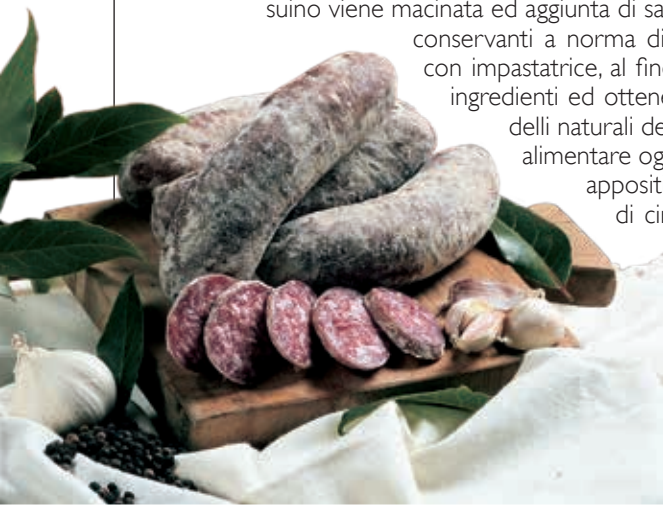 suino viene macinata ed aggiunta di sa
conservanti a norma di
con impastatrice, al fine
ingredienti ed ottene
delli naturali de
alimentare og
apposit
di cir